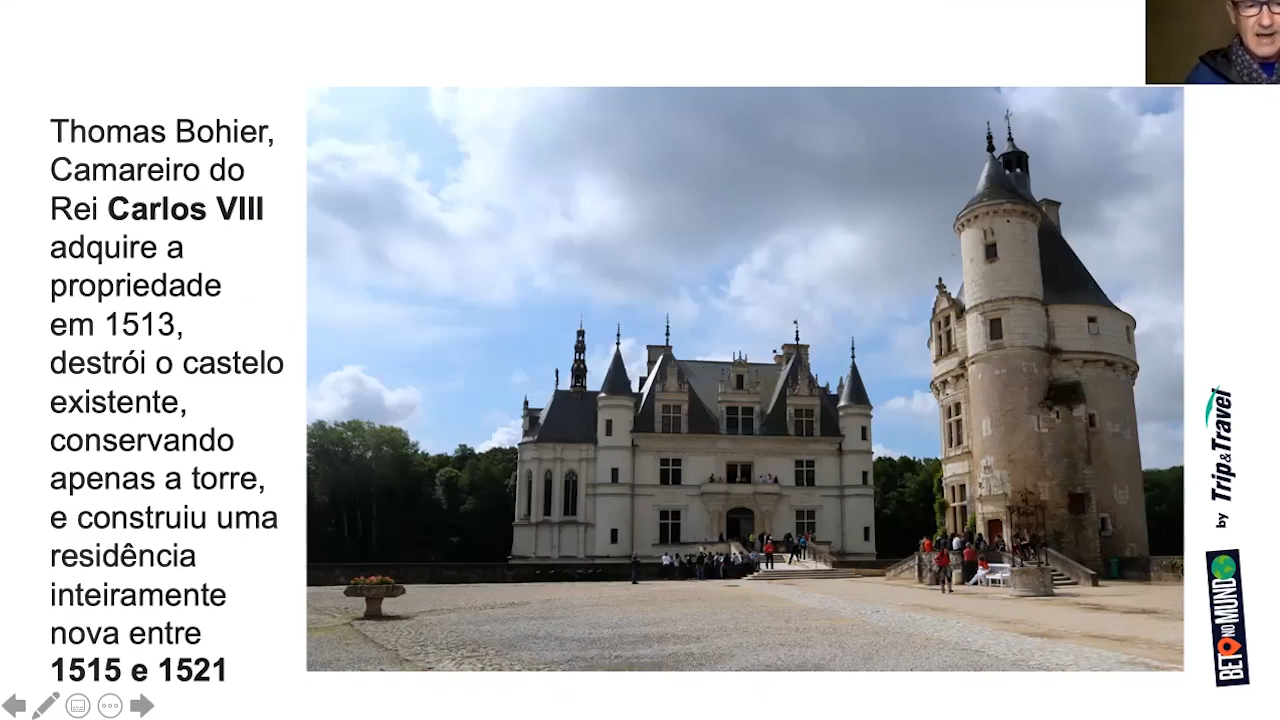 Thomas Bohier,
Camareiro do
Rei Carlos VIII
adquire a
propriedade
em 1513,
destrói o castelo
existente,
conservando
apenas a torre,
e construiu uma
residência
inteiramente
nova entre
1515 e 1521
by Trip&Travel
BETO NO MUNDO